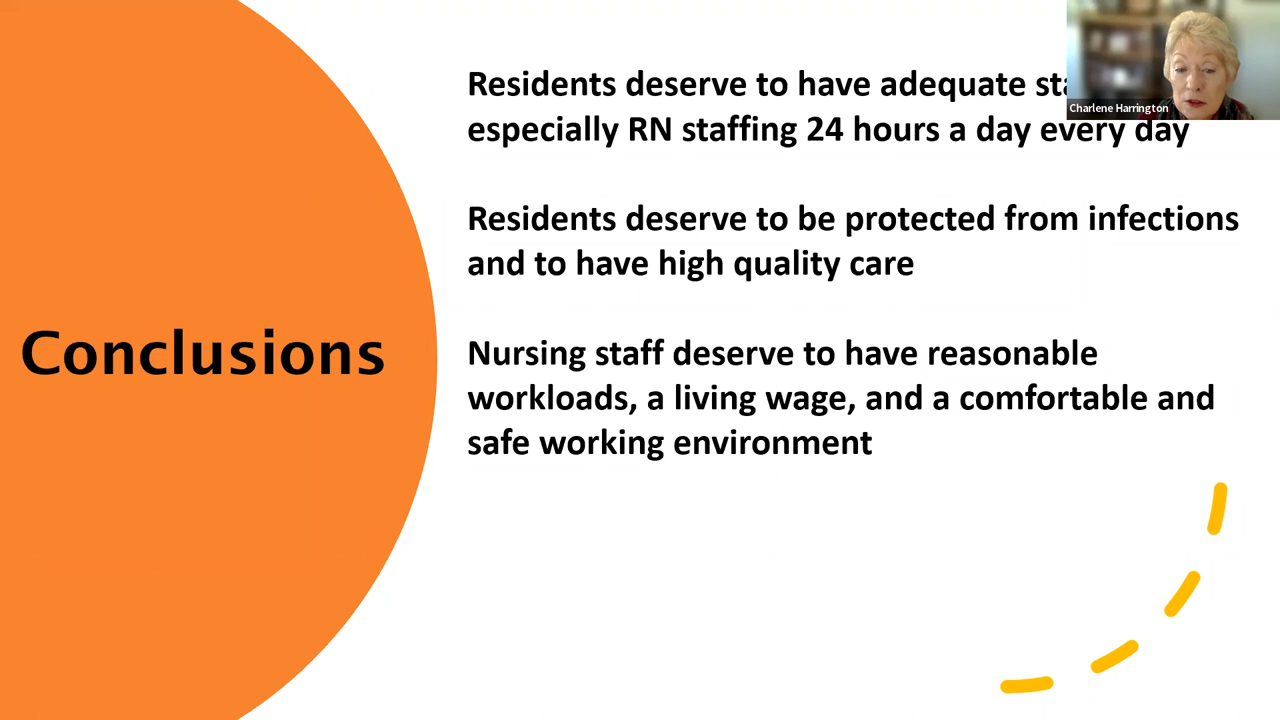 Residents deserve to have adequate
especially RN staffing 24 hours a day every day
Charlene Harrington
Residents deserve to be protected from infections
and to have high quality care
Conclusions
Nursing staff deserve to have reasonable
workloads, a living wage, and a comfortable and
safe working environment